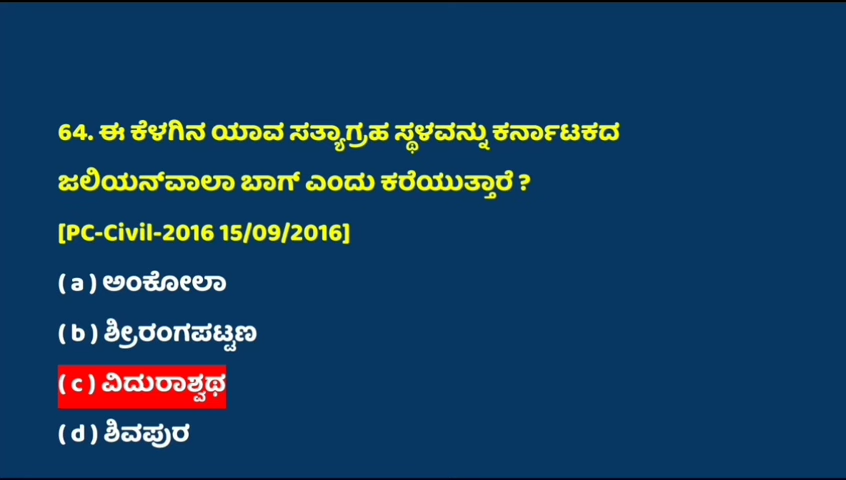 64. ಈ ಕೆಳಗಿನ ಯಾವ ಸತ್ಯಾಗ್ರಹ ಸ್ಥಳವನ್ನು ಕರ್ನಾಟಕದ
ಜಲಿಯನ್‌ವಾಲಾ ಬಾಗ್ ಎಂದು ಕರೆಯುತ್ತಾರೆ ?
[PC-Civil-2016 15/09/2016]
( a ) ಅಂಕೋಲಾ
( b ) ಶ್ರೀರಂಗಪಟ್ಟಣ
( c ) ವಿದುರಾಶ್ವಥ
( d ) ಶಿವಪುರ